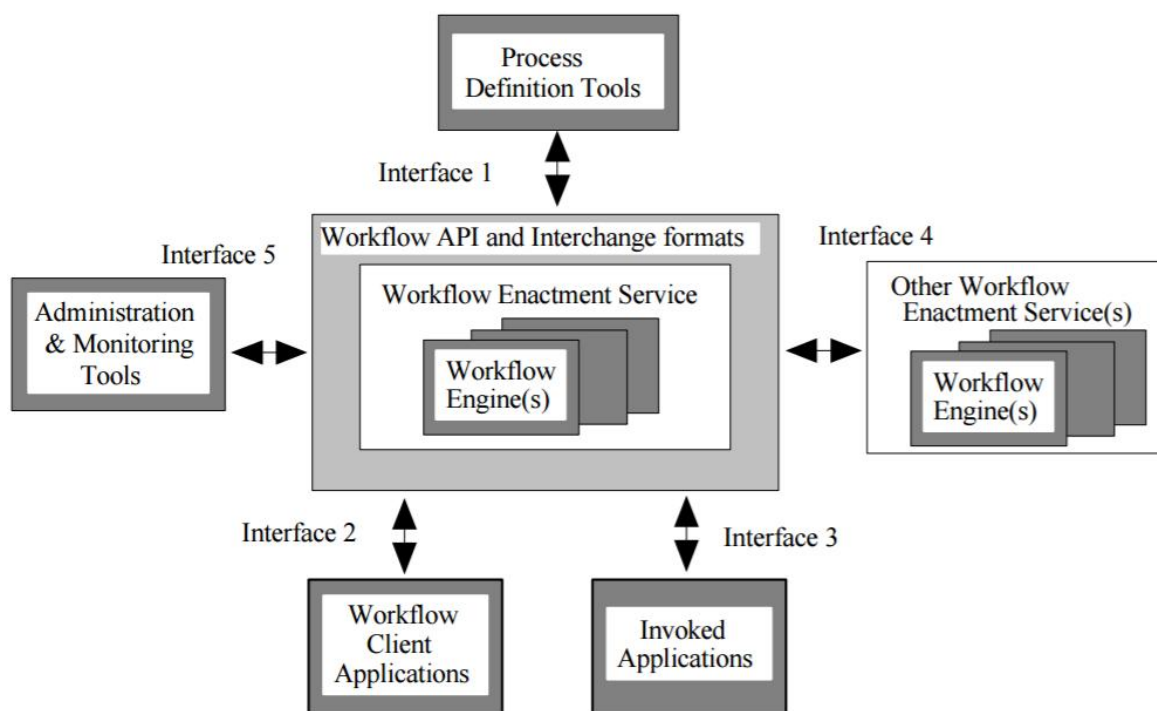 Process
Definition Tools
Interface 1
Workflow API and Interchange formats
Interface 4
Interface 5
Workflow Enactment Service
Other Workflow
Enactment Service(s)
Administration
& Monitoring
Tools
Workflow
Engine(s)
Workflow
Engine(s)
Interface 2
Interface 3
Workflow
Client
Applications
Invoked
Applications